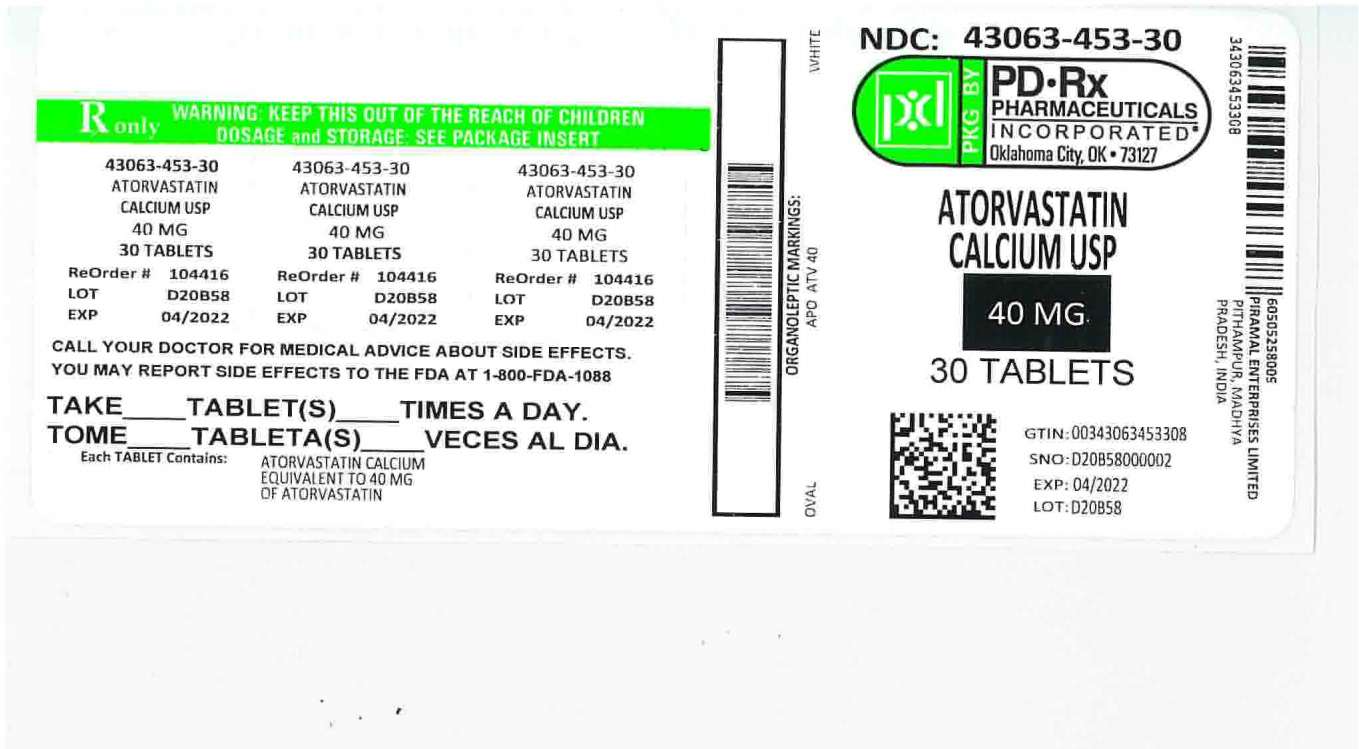 R only
WARNING: KEEP THIS OUT OF THE REACH OF CHILDREN
DOSAGE and STORAGE: SEE PACKAGE INSERT
43063-453-30
ATORVASTATIN
CALCIUM USP
40 MG
30 TABLETS
ReOrder # 104416
LOT D20B58
EXP 04/2022
43063-453-30
ATORVASTATIN
CALCIUM USP
40 MG
30 TABLETS
ReOrder # 104416
LOT D20B58
EXP 04/2022
43063-453-30
ATORVASTATIN
CALCIUM USP
40 MG
30 TABLETS
ReOrder # 104416
LOT D20B58
EXP 04/2022
CALL YOUR DOCTOR FOR MEDICAL ADVICE ABOUT SIDE EFFECTS.
YOU MAY REPORT SIDE EFFECTS TO THE FDA AT 1-800-FDA-1088
TAKE____TABLET(S)____TIMES A DAY.
TOME____TABLETA(S)____VECES AL DIA.
Each TABLET Contains:
ATORVASTATIN CALCIUM
EQUIVALENT TO 40 MG
OF ATORVASTATIN
ORGANOLEPTIC MARKINGS:
OVAL APO ATV 40 WHITE
NDC: 43063-453-30
PKG BY
PD·Rx
PHARMACEUTICALS
INCORPORATED®
Oklahoma City, OK • 73127
ATORVASTATIN
CALCIUM USP
40 MG.
30 TABLETS
GTIN: 00343063453308
SNO: D20B58000002
EXP: 04/2022
LOT: D20B58
343063453308
60505258009
PIRAMAL ENTERPRISES LIMITED
PITHAMPUR, MADHYA
PRADESH, INDIA